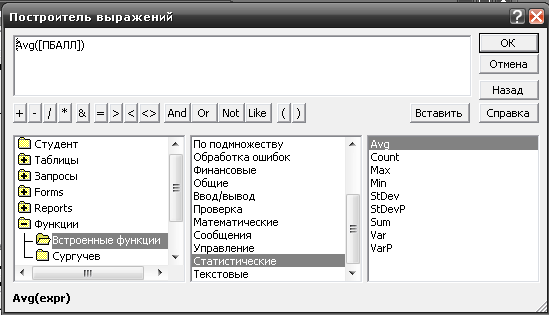 Построитель выражений
Avg([ПБАЛЛ])
OK
Отмена
Назад
+ - / * & = > < <> And Or Not Like ( ) Вставить Справка
Студент
Таблицы
Запросы
Forms
Reports
Функции
Встроенные функции
Сургучев
По подмножеству
Обработка ошибок
Финансовые
Общие
Ввод/вывод
Проверка
Математические
Сообщения
Управление
Статистические
Текстовые
Avg
Count
Max
Min
StDev
StDevP
Sum
Var
VarP
Avg(expr)